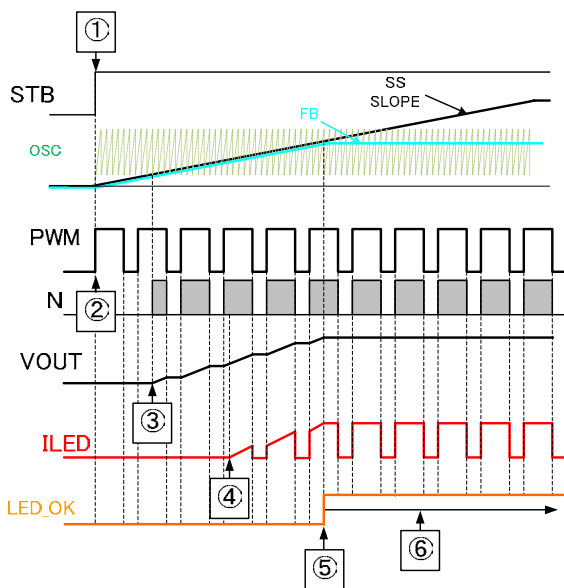 ①
STB
SS
SLOPE
FB
OSC
PWM
②
N
VOUT
③
ILED
④
LED_OK
⑤
⑥